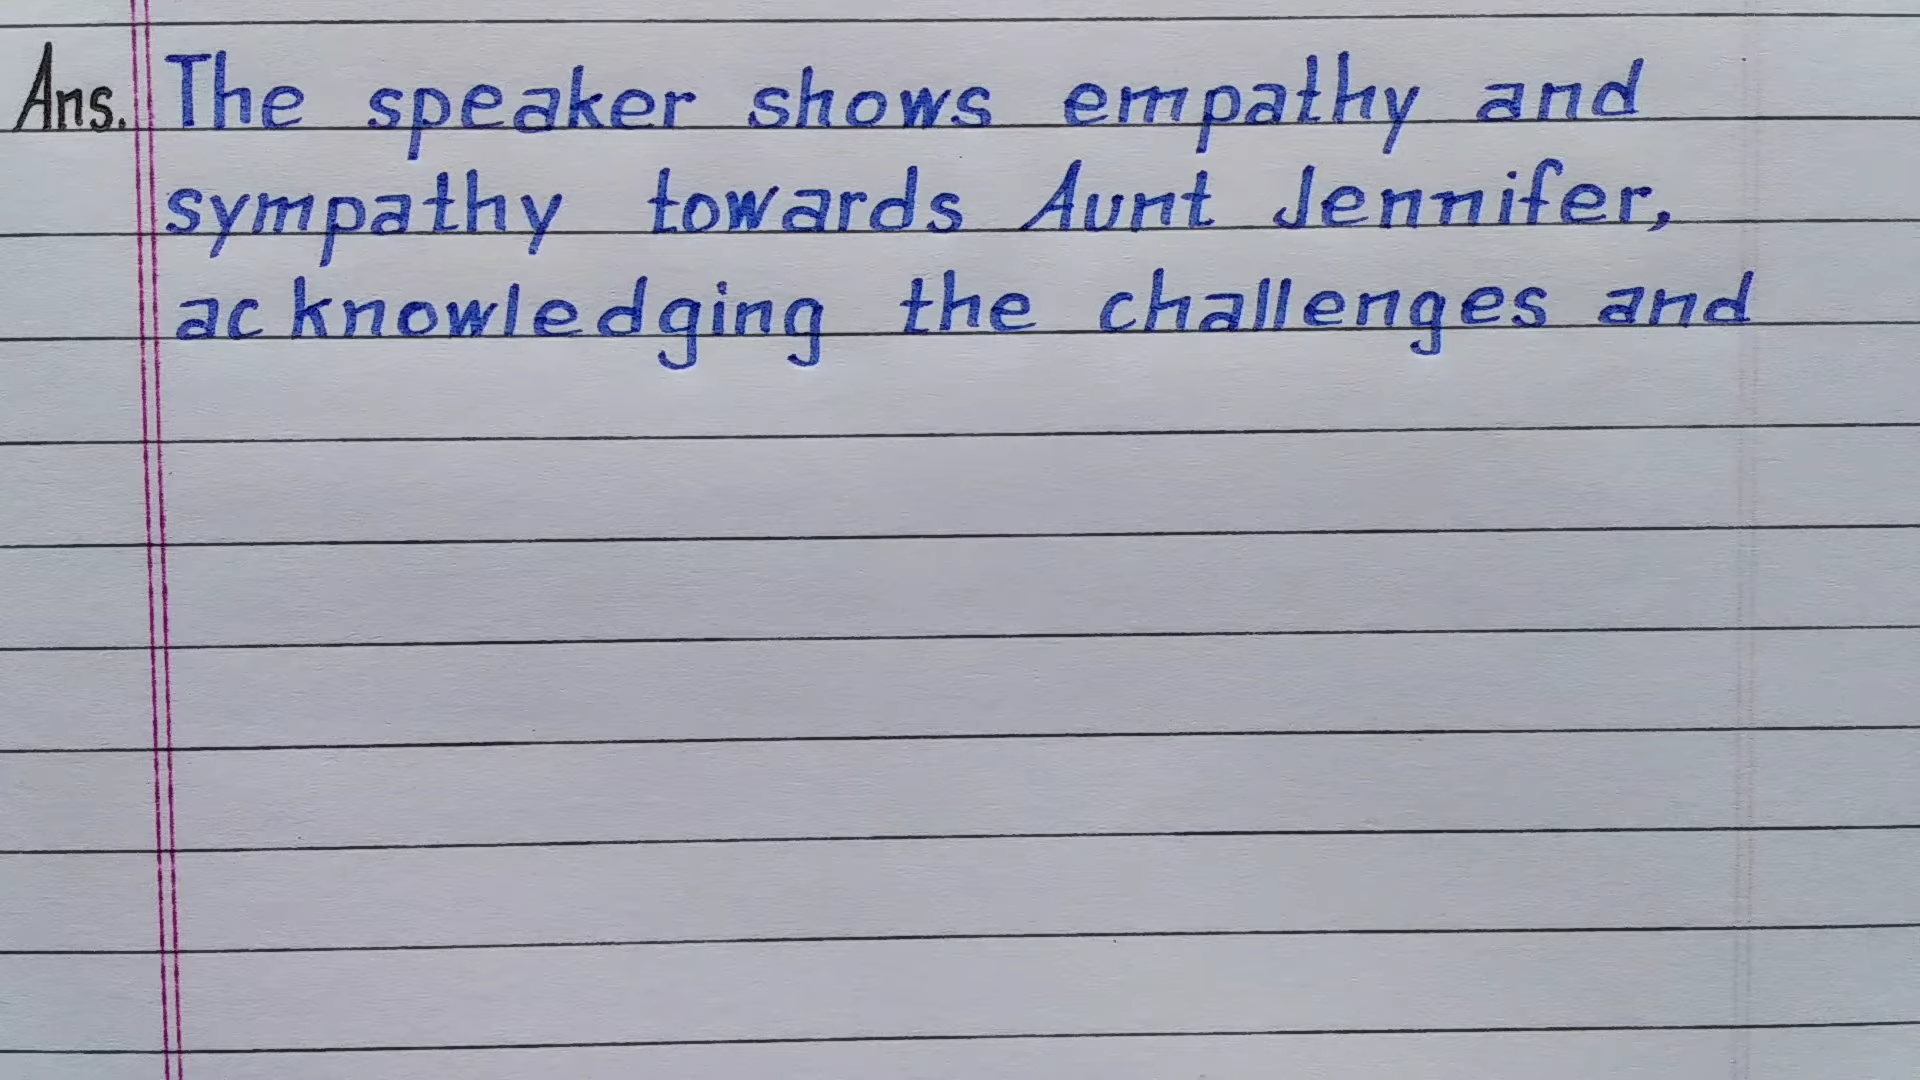 Ans. The speaker shows empathy and
sympathy towards Aunt Jennifer,
acknowledging the challenges and